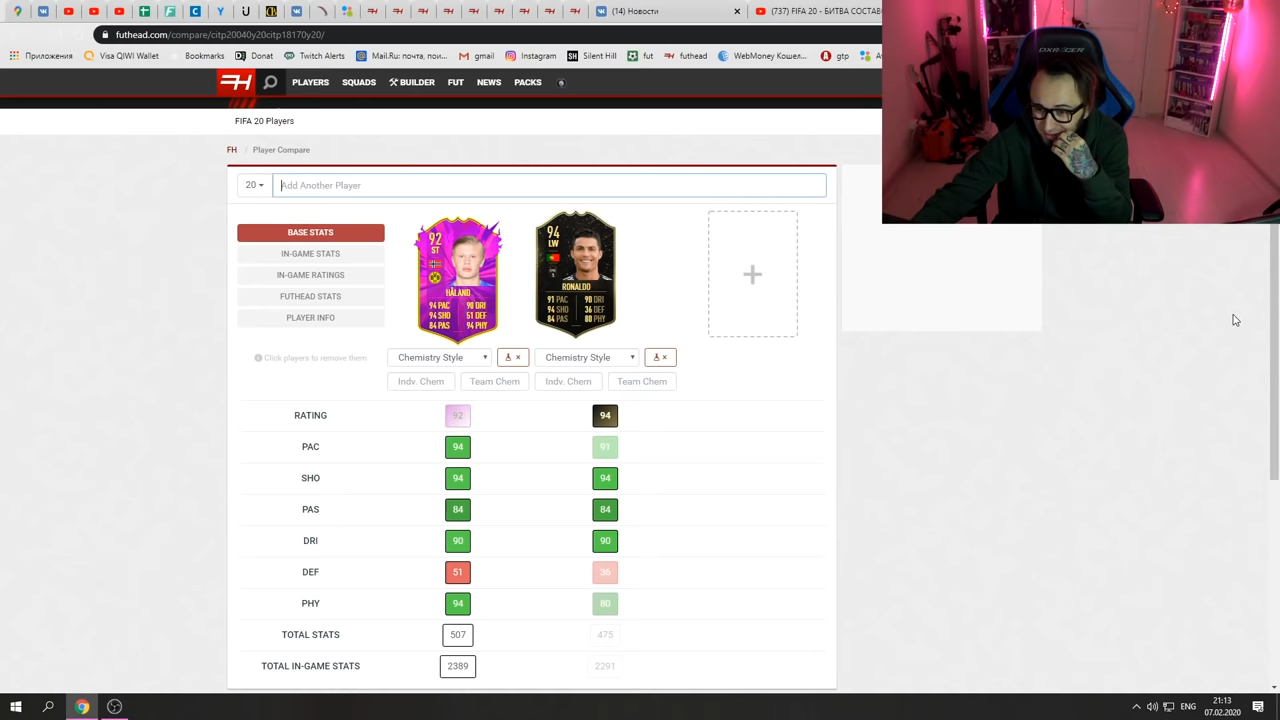 (14) Новости
(737) FIFA 20 - БИТВА СОСТАВ
futhead.com/compare/citp20040y20citp18170y20/
Приложения Visa QIWI Wallet Bookmarks Donat Интересы Twitter Mail.Ru: почта, пои... gmail Instagram Silent Hill fut futhead WebMoney Кошел... gtp
FH PLAYERS SQUADS BUILDER FUT NEWS PACKS
FIFA 20 Players
FH / Player Compare
20 Add Another Player
BASE STATS
IN-GAME STATS
IN-GAME RATINGS
FUTHEAD STATS
PLAYER INFO
Click players to remove them
92
ST
HÅLAND
94 PAC 90 DRI
94 SHO 51 DEF
84 PAS 94 PHY
94
LW
RONALDO
91 PAC 90 DRI
94 SHO 36 DEF
84 PAS 80 PHY
+
Chemistry Style × Chemistry Style ×
Indv. Chem Team Chem Indv. Chem Team Chem
RATING 92 94
PAC 94 91
SHO 94 94
PAS 84 84
DRI 90 90
DEF 51 36
PHY 94 80
TOTAL STATS 507 475
TOTAL IN-GAME STATS 2389 2291
DXRACER
ENG
21:13
07.02.2020